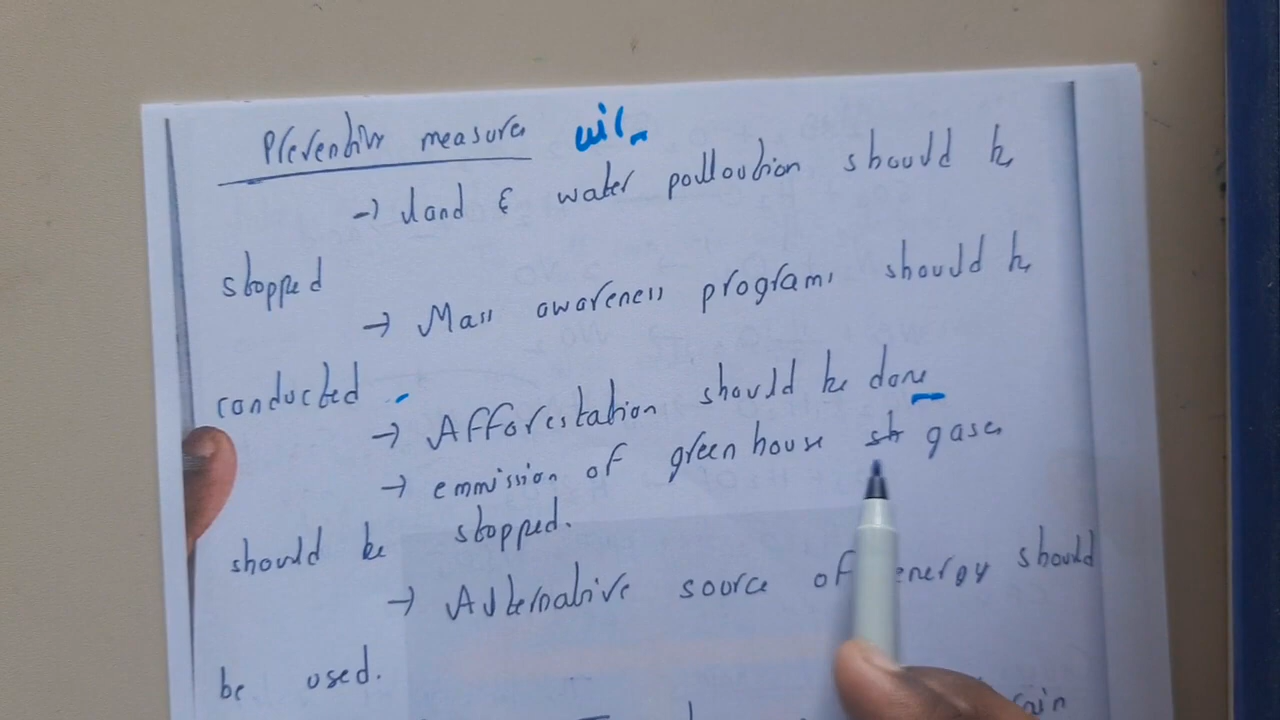 Preventive measures
→ land & water polloution should be
stopped
→ Mass awareness programs should be
conducted
→ Afforestation should be done
→ emmission of green house gases
should be stopped.
→ Alternative source of energy should
be used.